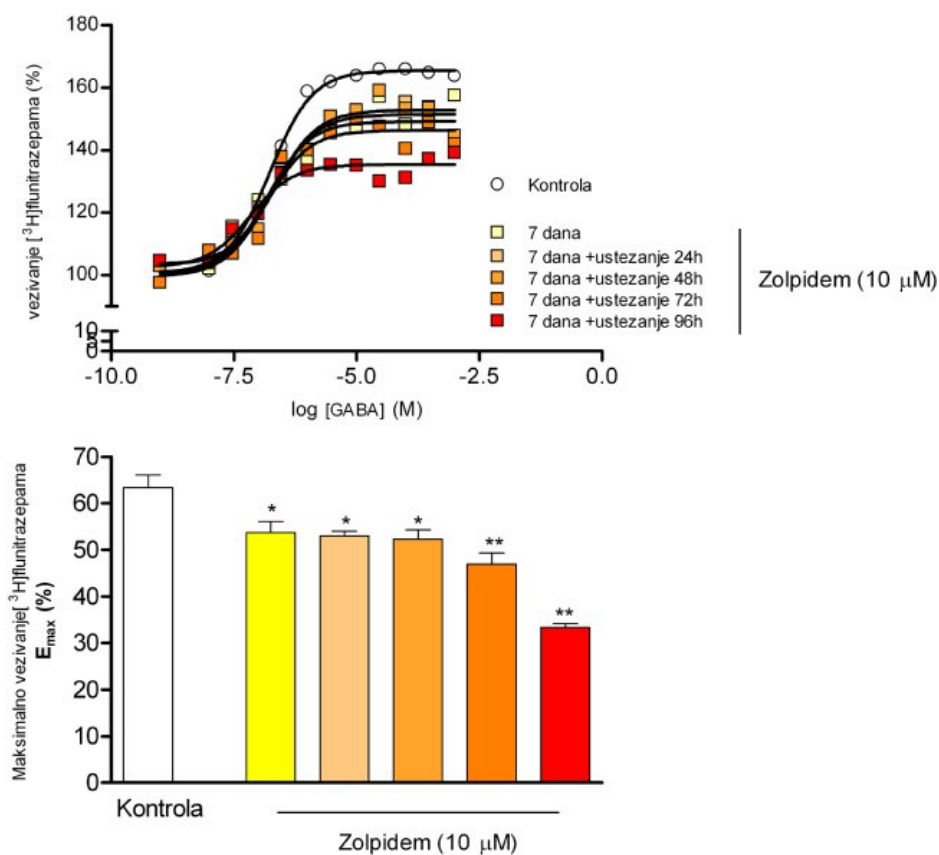 180
160
140
120
100
10
5
0
vezivanje [³H]flunitrazepama (%)
-10.0 -7.5 -5.0 -2.5 0.0
log [GABA] (M)
Kontrola
7 dana
7 dana +ustezanje 24h
7 dana +ustezanje 48h
7 dana +ustezanje 72h
7 dana +ustezanje 96h
Zolpidem (10 μM)
70
60
50
40
30
20
10
0
Maksimalno vezivanje[³H]flunitrazepama
Emax (%)
* * * ** **
Kontrola
Zolpidem (10 μM)